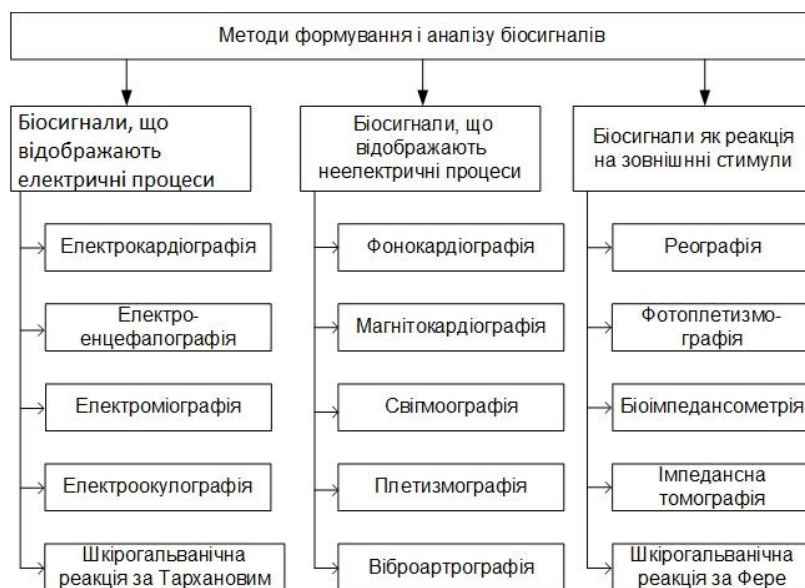 Методи формування і аналізу біосигналів
Біосигнали, що
відображають
електричні процеси
Електрокардіографія
Електро-
енцефалографія
Електроміографія
Електроокулографія
Шкірогальванічна
реакція за Тархановим
Біосигнали, що
відображають
неелектричні процеси
Фонокардіографія
Магнітокардіографія
Свігмоографія
Плетизмографія
Віброартрографія
Біосигнали як реакція
на зовнішнні стимули
Реографія
Фотоплетизмо-
графія
Біоімпедансометрія
Імпедансна
томографія
Шкірогальванічна
реакція за Фере